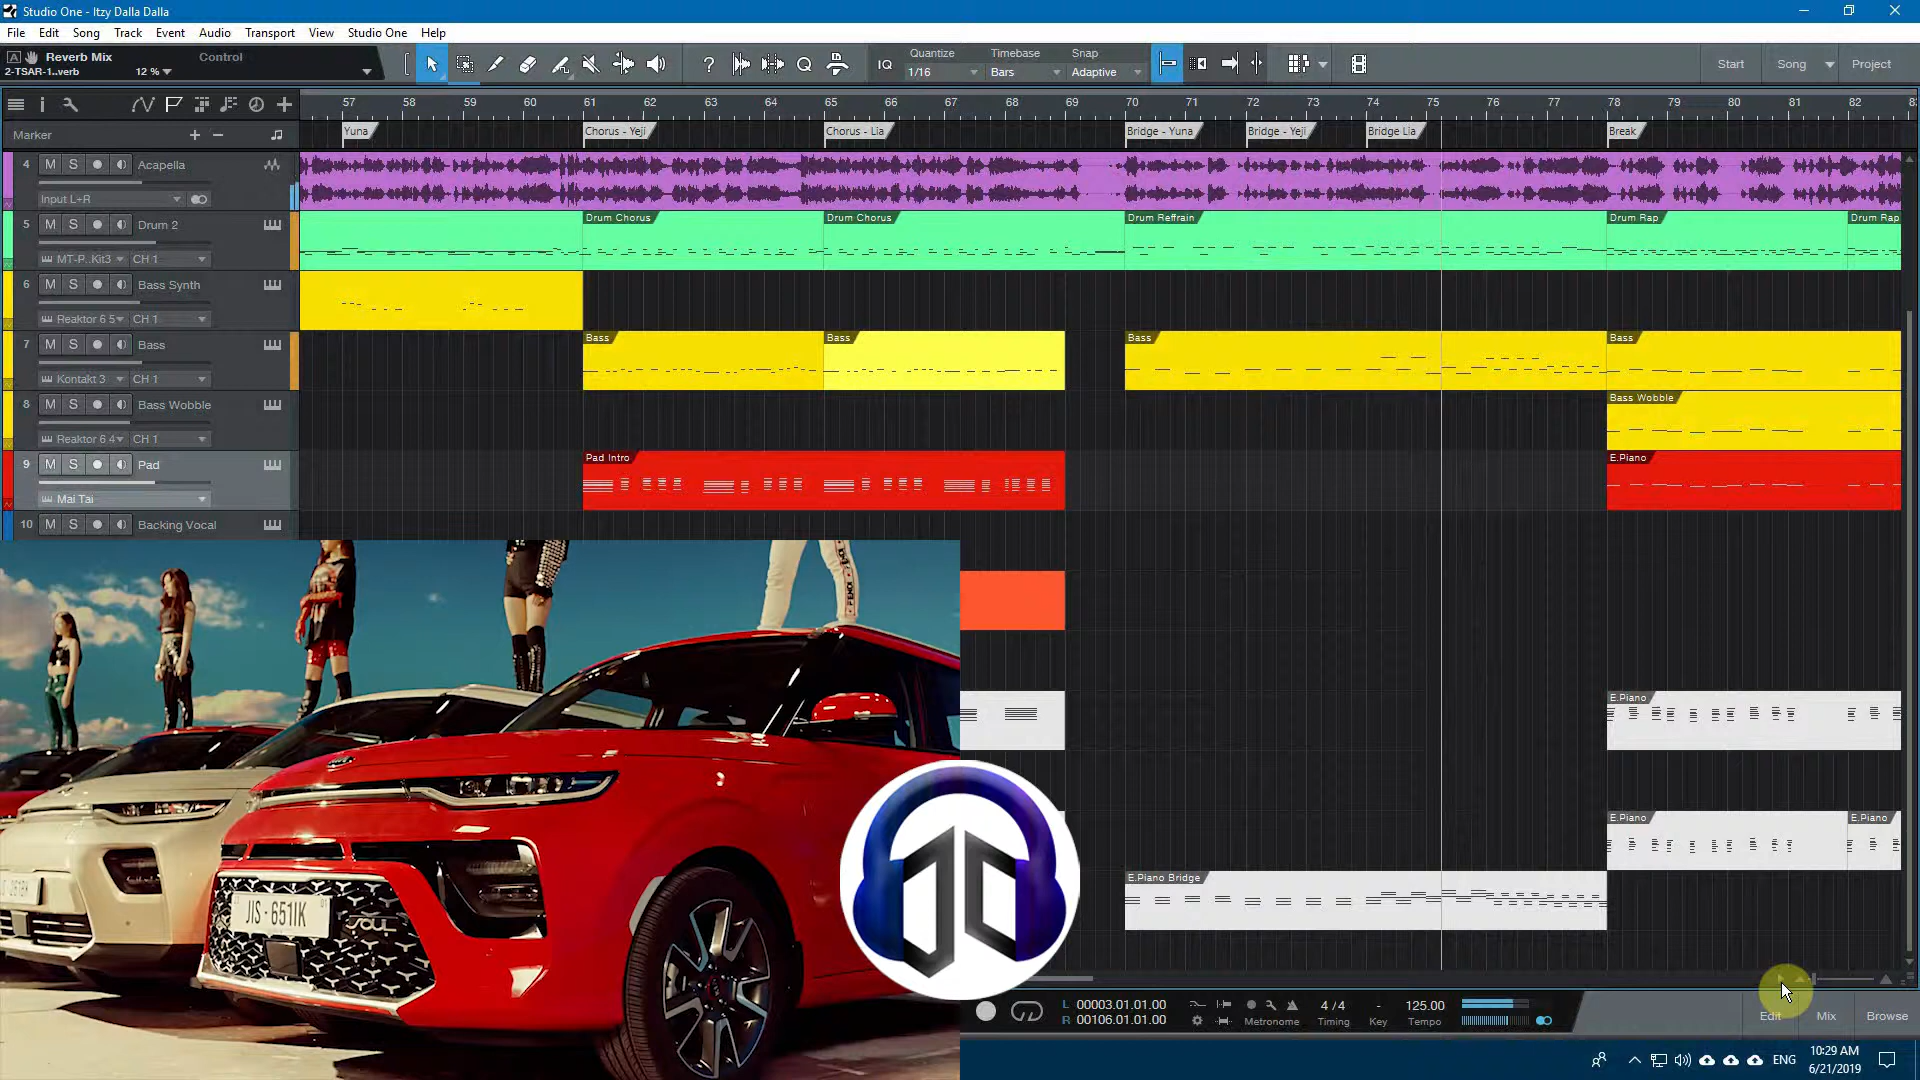 Studio One - Itzy Dalla Dalla
File Edit Song Track Event Audio Transport View Studio One Help
Reverb Mix Control
2-TSAR-1..verb 12 %
Quantize Timebase Snap
IQ 1/16 Bars Adaptive
Start Song Project
57 58 59 60 61 62 63 64 65 66 67 68 69 70 71 72 73 74 75 76 77 78 79 80 81 82
Marker
Yuna Chorus - Yeji Chorus - Lia Bridge - Yuna Bridge - Yeji Bridge Lia Break
4 M S Acapella
Input L+R
5 M S Drum 2
MT-P..Kit3 CH 1
Drum Chorus Drum Chorus Drum Reffrain Drum Rap Drum Rap
6 M S Bass Synth
Reaktor 6 5 CH 1
7 M S Bass
Kontakt 3 CH 1
Bass Bass Bass Bass
8 M S Bass Wobble
Reaktor 6 4 CH 1
Bass Wobble
9 M S Pad
Mai Tai
Pad Intro E.Piano
10 M S Backing Vocal
FENDI
E.Piano
E.Piano E.Piano
E.Piano Bridge
JIS-651IK
SOUL
L 00003.01.01.00
R 00106.01.01.00
Metronome
4/4
Timing
-
Key
125.00
Tempo
Edit Mix Browse
ENG
10:29 AM
6/21/2019